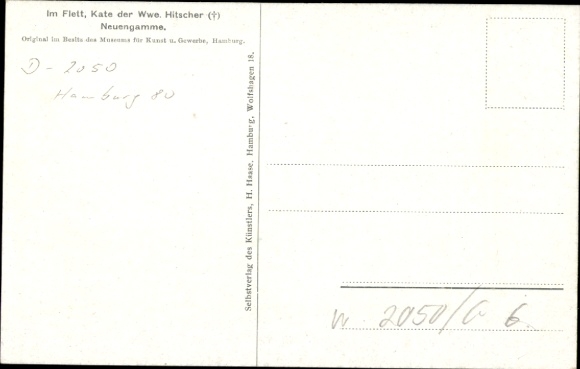 Im Flett, Kate der Wwe. Hitscher (†)
Neuengamme.
Original im Besitz des Museums für Kunst u. Gewerbe, Hamburg.
D - 2050
Hamburg 80
Selbstverlag des Künstlers, H. Haase, Hamburg, Wolfshagen 18.
2050/ 6.